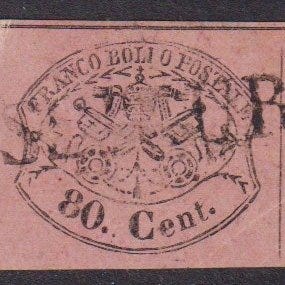 FRANCO BOLLO POSTALE
80. Cent.